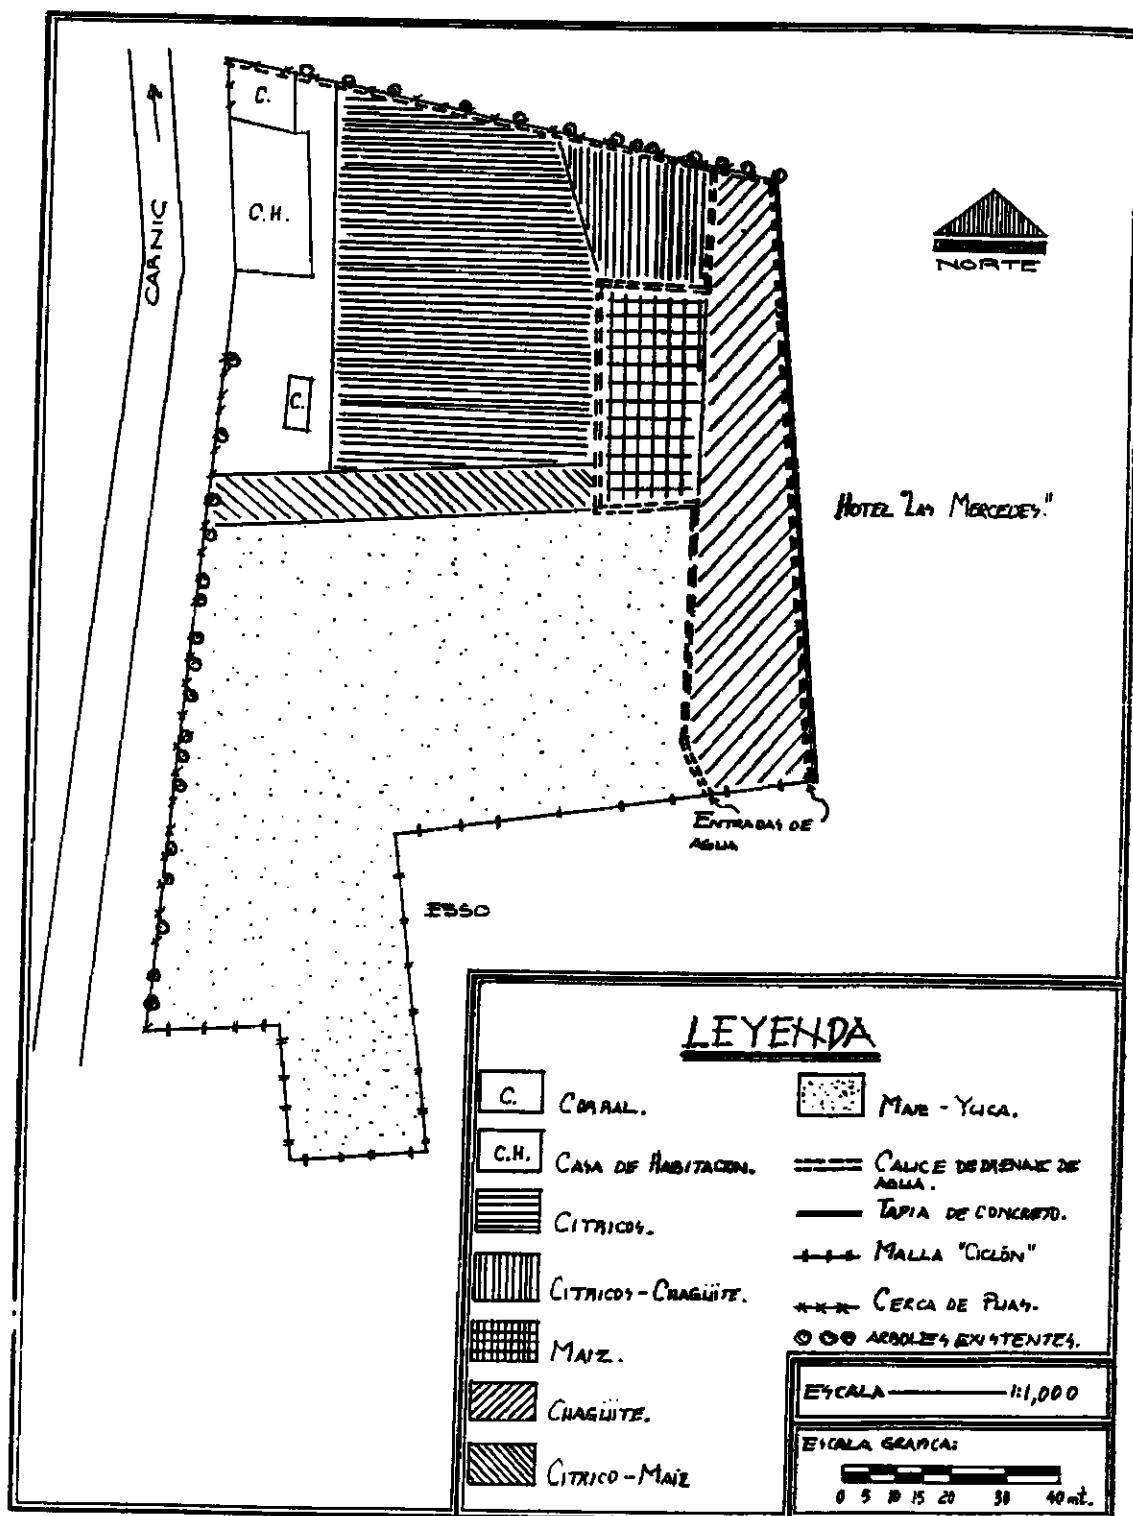 C.
C.H.
CARNIC
C.
NORTE
HOTEL "LAS MERCEDES."
ENTRADAS DE
AGUA
ESSO
LEYENDA
C. CORRAL.
C.H. CASA DE HABITACION.
CITRICOS.
CITRICOS-CHAGÜITE.
MAIZ.
CHAGÜITE.
CITRICO-MAIZ
MAIZ - YUCA.
CAUCE DE DRENAJE DE
AGUA.
TAPIA DE CONCRETO.
MALLA "CICLÓN"
CERCA DE PUAS.
ARBOLES EXISTENTES.
ESCALA 1:1,000
ESCALA GRAFICA:
0 5 10 15 20 30 40 mt.